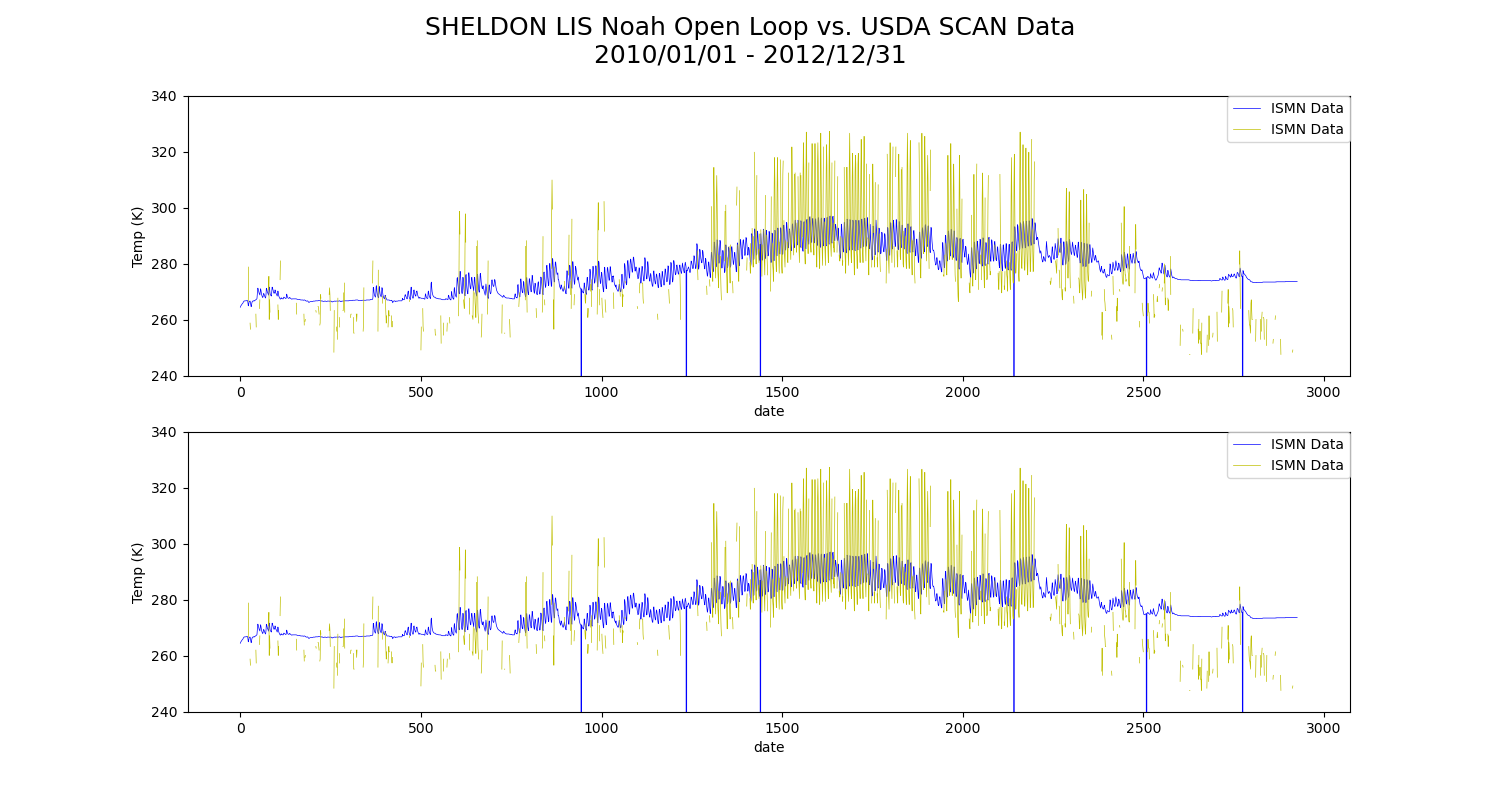 SHELDON LIS Noah Open Loop vs. USDA SCAN Data
2010/01/01 - 2012/12/31
340
320
300
280
260
240
Temp (K)
ISMN Data
ISMN Data
0 500 1000 1500 2000 2500 3000
date
340
320
300
280
260
240
Temp (K)
ISMN Data
ISMN Data
0 500 1000 1500 2000 2500 3000
date